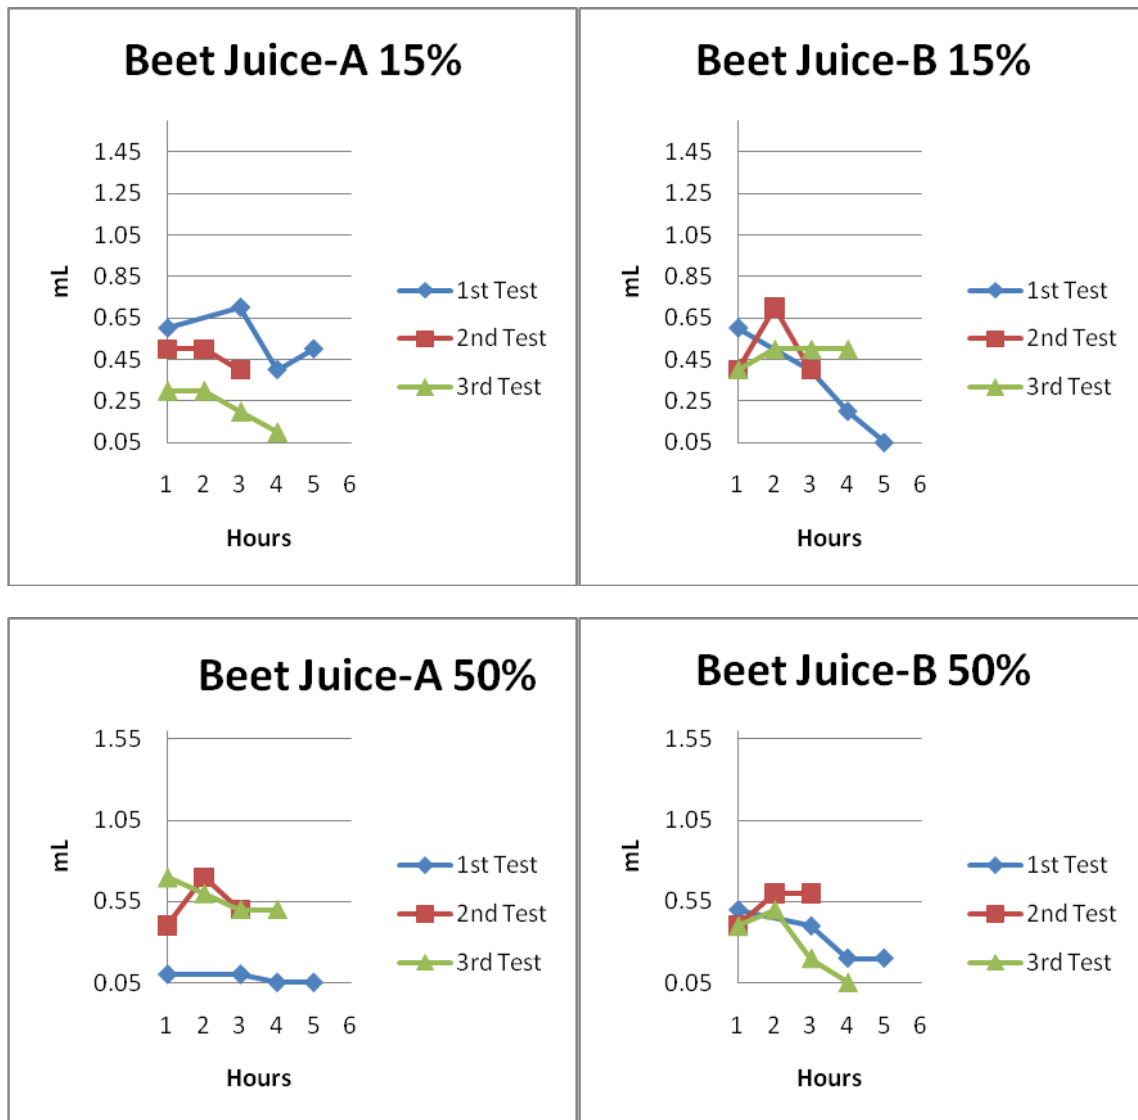 Beet Juice-A 15%
1.45
1.25
1.05
0.85
0.65
0.45
0.25
0.05
mL
1 2 3 4 5 6
Hours
1st Test
2nd Test
3rd Test
Beet Juice-B 15%
1.45
1.25
1.05
0.85
0.65
0.45
0.25
0.05
mL
1 2 3 4 5 6
Hours
1st Test
2nd Test
3rd Test
Beet Juice-A 50%
1.55
1.05
0.55
0.05
mL
1 2 3 4 5 6
Hours
1st Test
2nd Test
3rd Test
Beet Juice-B 50%
1.55
1.05
0.55
0.05
mL
1 2 3 4 5 6
Hours
1st Test
2nd Test
3rd Test